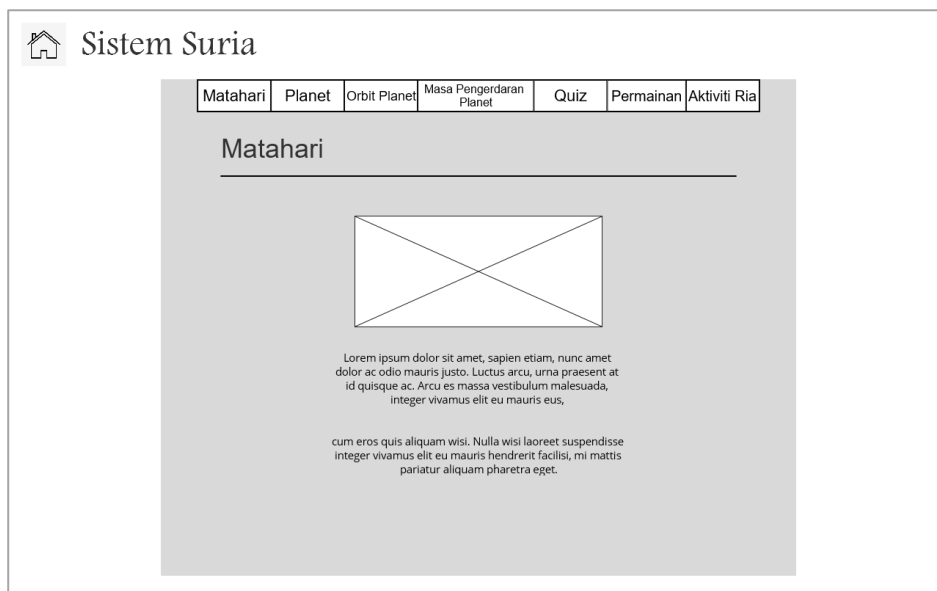 Sistem Suria
Matahari
Planet
Orbit Planet
Masa Pengerdaran
Planet
Quiz
Permainan
Aktiviti Ria
Matahari
Lorem ipsum dolor sit amet, sapien etiam, nunc amet
dolor ac odio mauris justo. Luctus arcu, urna praesent at
id quisque ac. Arcu es massa vestibulum malesuada,
integer vivamus elit eu mauris eus,
cum eros quis aliquam wisi. Nulla wisi laoreet suspendisse
integer vivamus elit eu mauris hendrerit facilisi, mi mattis
pariatur aliquam pharetra eget.